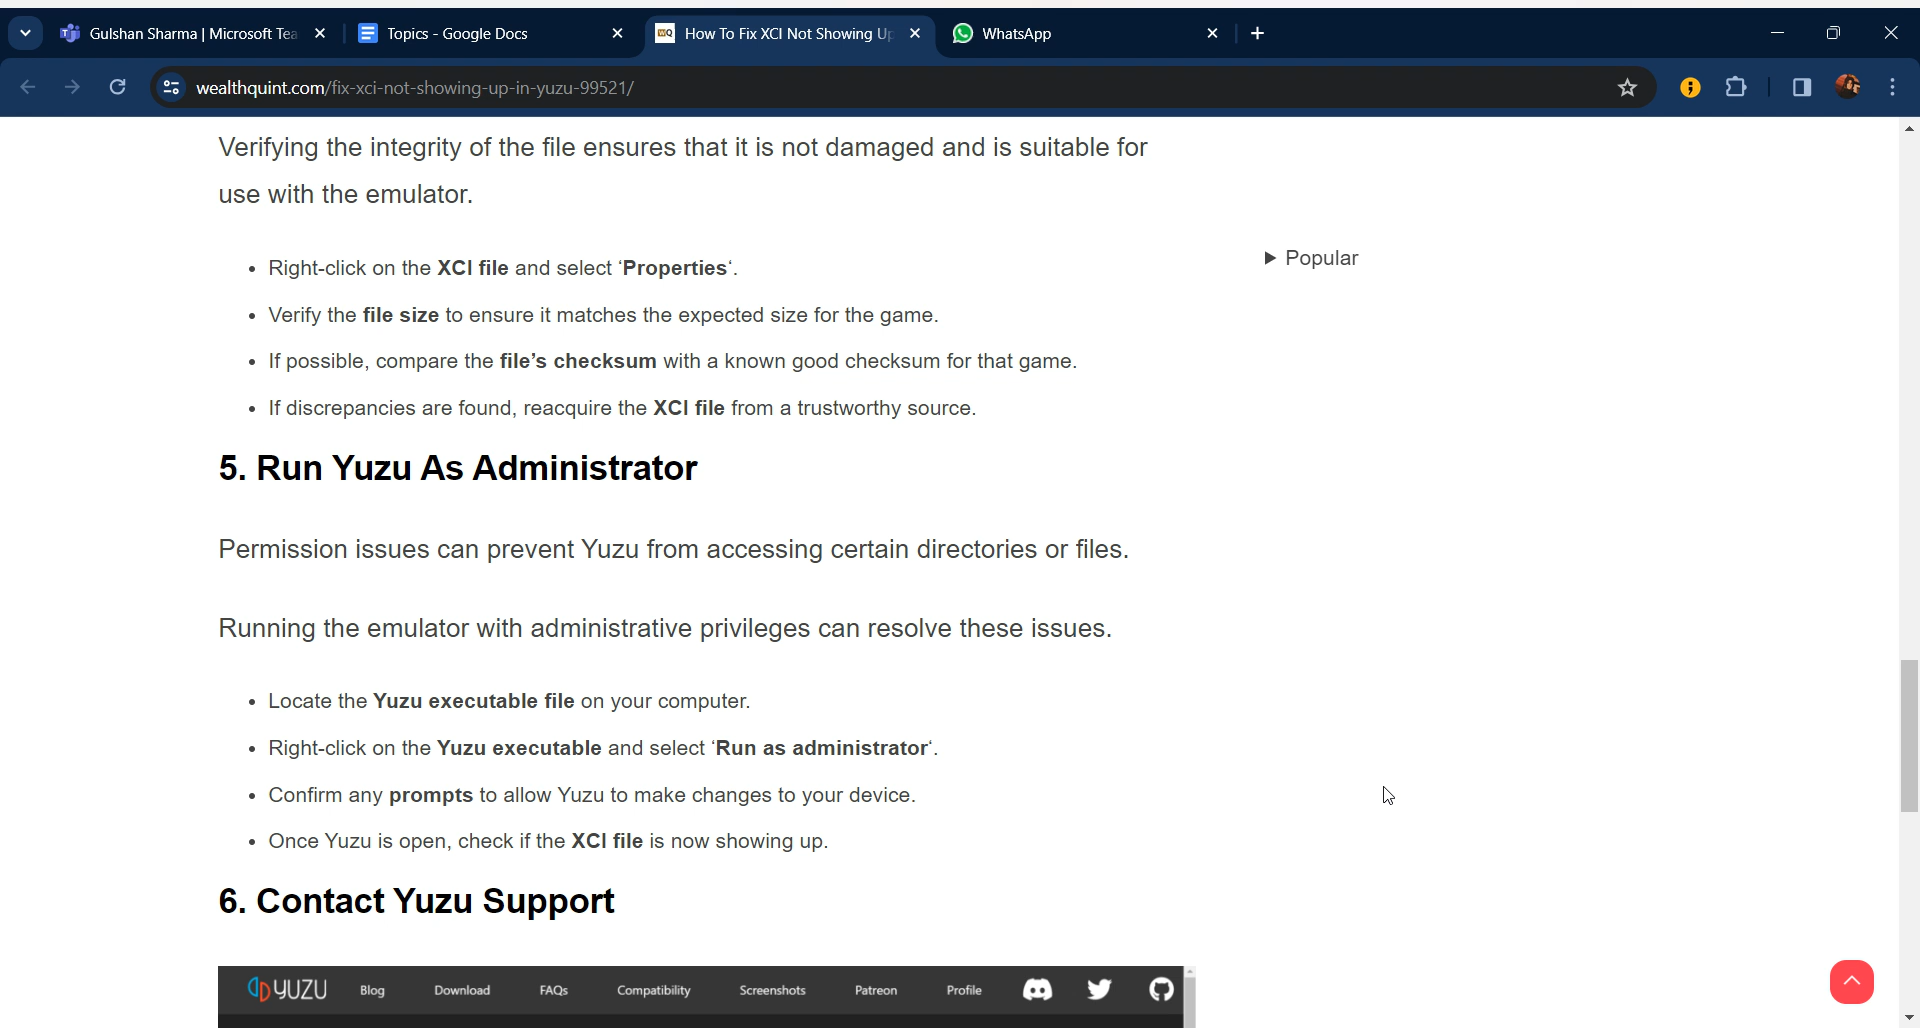 Gulshan Sharma | Microsoft Tea
Topics - Google Docs
How To Fix XCI Not Showing Up
WhatsApp
wealthquint.com/fix-xci-not-showing-up-in-yuzu-99521/
Verifying the integrity of the file ensures that it is not damaged and is suitable for
use with the emulator.
• Right-click on the XCI file and select ‘Properties‘.
• Verify the file size to ensure it matches the expected size for the game.
• If possible, compare the file’s checksum with a known good checksum for that game.
• If discrepancies are found, reacquire the XCI file from a trustworthy source.
▶ Popular
5. Run Yuzu As Administrator
Permission issues can prevent Yuzu from accessing certain directories or files.
Running the emulator with administrative privileges can resolve these issues.
• Locate the Yuzu executable file on your computer.
• Right-click on the Yuzu executable and select ‘Run as administrator‘.
• Confirm any prompts to allow Yuzu to make changes to your device.
• Once Yuzu is open, check if the XCI file is now showing up.
6. Contact Yuzu Support
YUZU Blog Download FAQs Compatibility Screenshots Patreon Profile